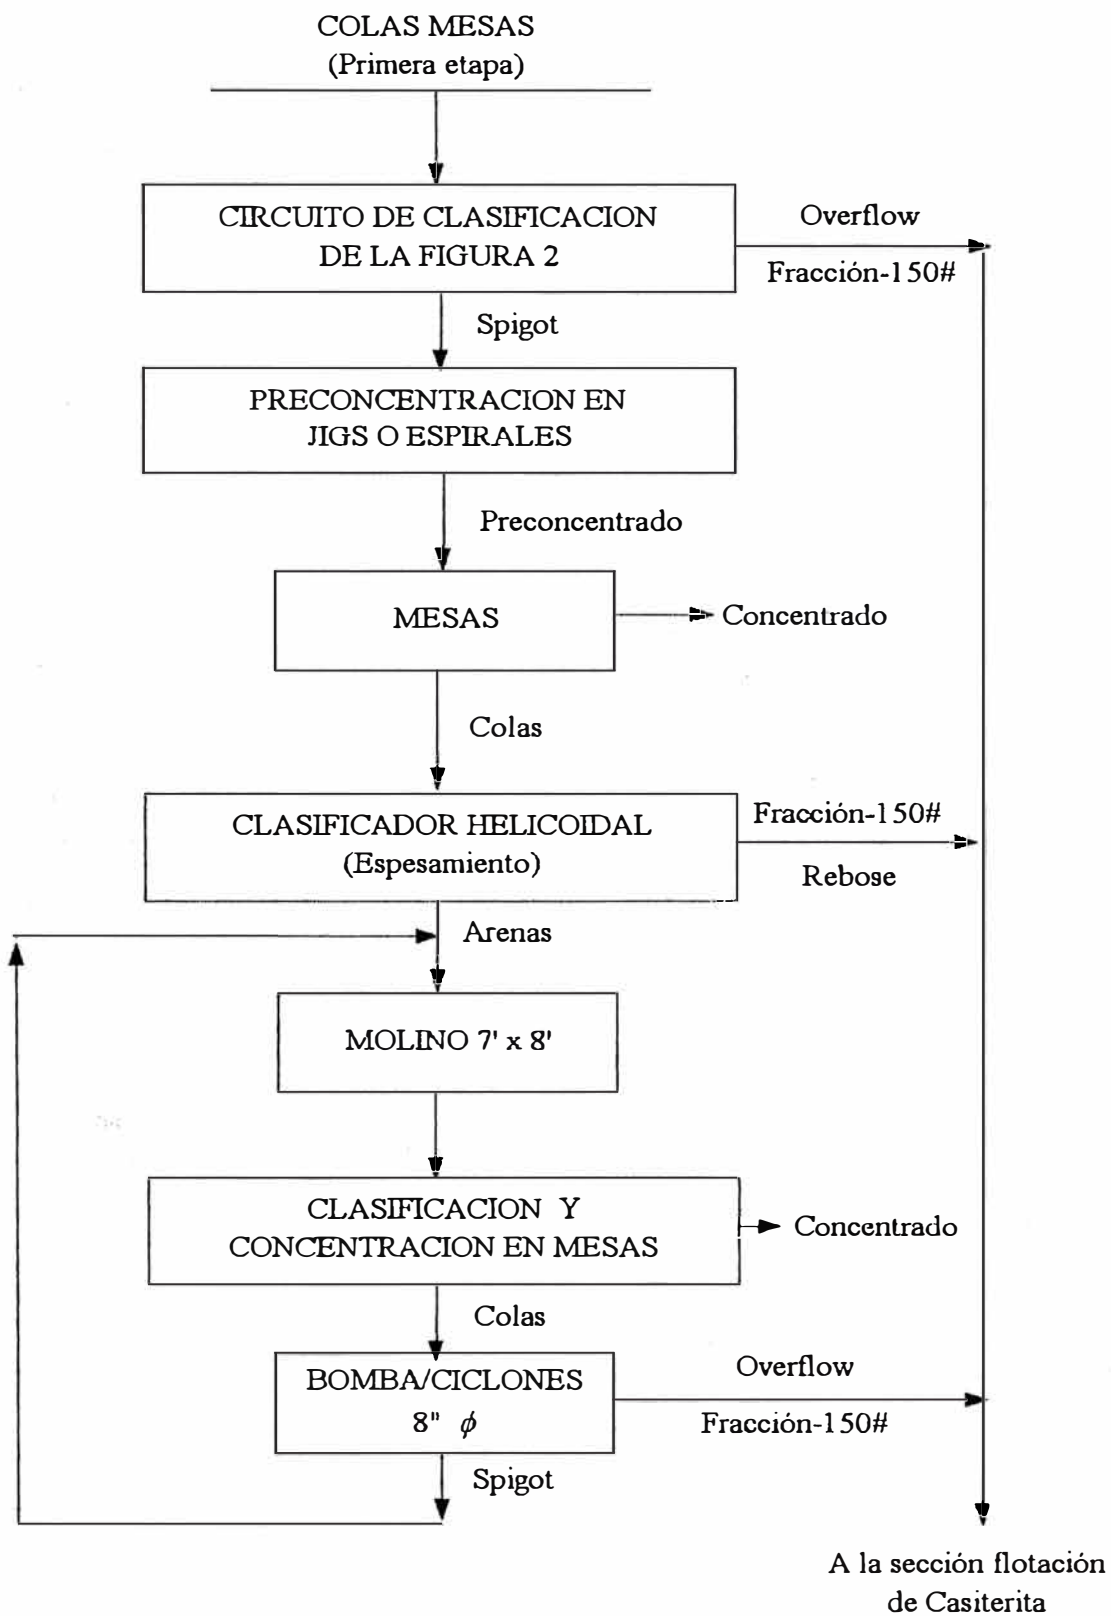 COLAS MESAS
(Primera etapa)
CIRCUITO DE CLASIFICACION
DE LA FIGURA 2
Overflow
Fracción-150#
Spigot
PRECONCENTRACION EN
JIGS O ESPIRALES
Preconcentrado
MESAS
Concentrado
Colas
CLASIFICADOR HELICOIDAL
(Espesamiento)
Fracción-150#
Rebose
Arenas
MOLINO 7' x 8'
CLASIFICACION Y
CONCENTRACION EN MESAS
Concentrado
Colas
BOMBA/CICLONES
8" ϕ
Overflow
Fracción-150#
Spigot
A la sección flotación
de Casiterita